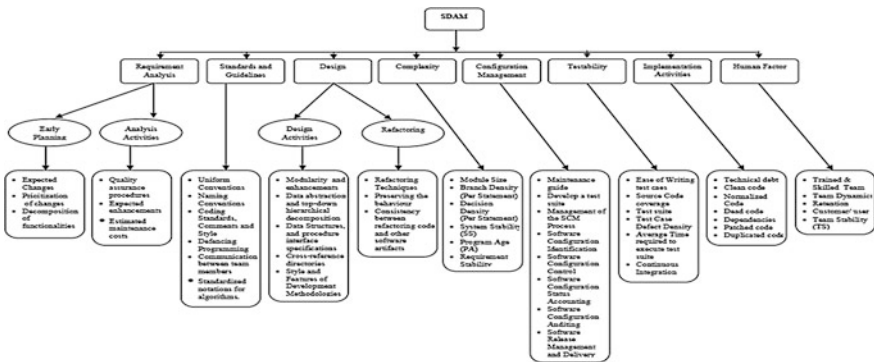 SDAM
Requirement
Analysis
Standards and
Guidelines
Design
Complexity
Configuration
Management
Testability
Implementation
Activities
Human Factor
Early
Planning
Analysis
Activities
Design
Activities
Refactoring
• Expected
Changes
• Prioritization
of changes
• Decomposition
of functionalities
• Quality
assurance
procedures
• Expected
enhancements
• Estimated
maintenance
costs
• Uniform
Conventions
• Naming
Conventions
• Coding
Standards,
Comments and
Style
• Defencing
Programming
• Communication
between team
members
• Standardized
notations for
algorithms.
• Modularity and
enhancements
• Data abstraction
and top-down
hierarchical
decomposition
• Data Structures,
and procedure
interface
specifications
• Cross-reference
directories
• Style and
Features of
Development
Methodologies
• Refactoring
Techniques
• Preserving the
behaviour
• Consistency
between
refactoring code
and other
software
artifacts
• Module Size
• Branch Density
(Per Statement)
• Decision
Density
(Per Statement)
• System Stability
(SS)
• Program Age (PA)
• Requirement
Stability
• Maintenance
guide
• Develop a test
suite
• Management of
the SCM
Process
• Software
Configuration
Identification
• Software
Configuration
Control
• Software
Configuration
Status
Accounting
• Software
Configuration
Auditing
• Software
Release
Management
and Delivery
• Ease of Writing
test cases
• Source Code
coverage
• Test suite
• Test Case
Defect Density
• Average Time
required to
execute test
suite
• Continuous
Integration
• Technical debt
• Clean code
• Normalized
Code
• Dead code
• Dependencies
• Patched code
• Duplicated code
• Trained &
Skilled Team
• Team Dynamics
• Retention
• Customer/ user
• Team Stability
(TS)